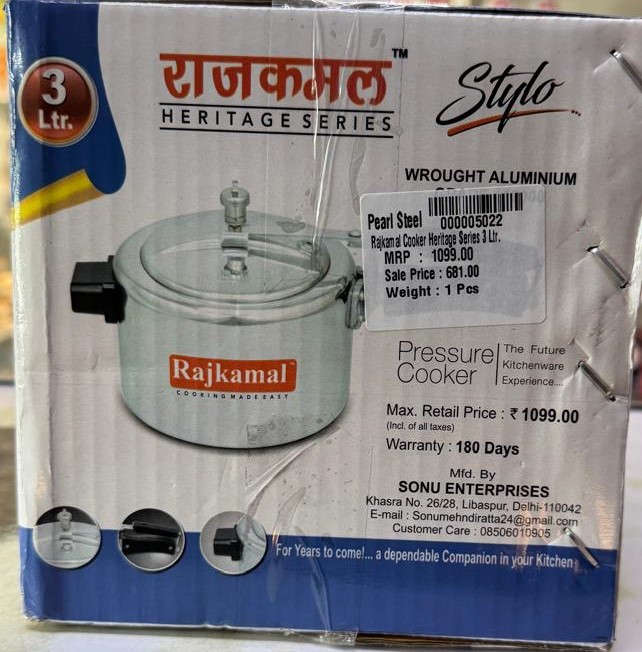 3
Ltr.
राजकमल™
HERITAGE SERIES
Stylo
WROUGHT ALUMINIUM
Pearl Steel 000005022
Rajkamal Cooker Heritage Series 3 Ltr.
MRP : 1099.00
Sale Price : 681.00
Weight : 1 Pcs
Rajkamal
COOKING MADE EASY
Pressure
Cooker
The Future
Kitchenware
Experience....
Max. Retail Price : ₹ 1099.00
(Incl. of all taxes)
Warranty : 180 Days
Mfd. By
SONU ENTERPRISES
Khasra No. 26/28, Libaspur, Delhi-110042
E-mail : Sonumehndiratta24@gmail.com
Customer Care : 08506010905
For Years to come!... a dependable Companion in your Kitchen